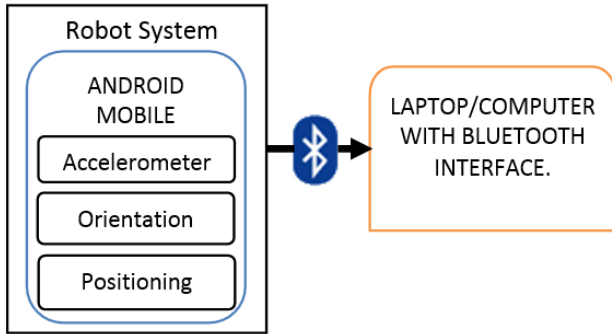 Robot System
ANDROID
MOBILE
Accelerometer
Orientation
Positioning
LAPTOP/COMPUTER
WITH BLUETOOTH
INTERFACE.